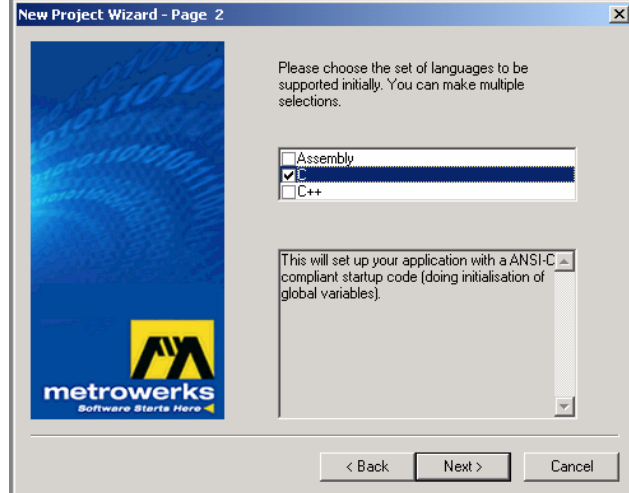 New Project Wizard - Page 2
Please choose the set of languages to be
supported initially. You can make multiple
selections.
Assembly
C
C++
This will set up your application with a ANSI-C
compliant startup code (doing initialisation of
global variables).
metrowerks
Software Starts Here
< Back
Next >
Cancel